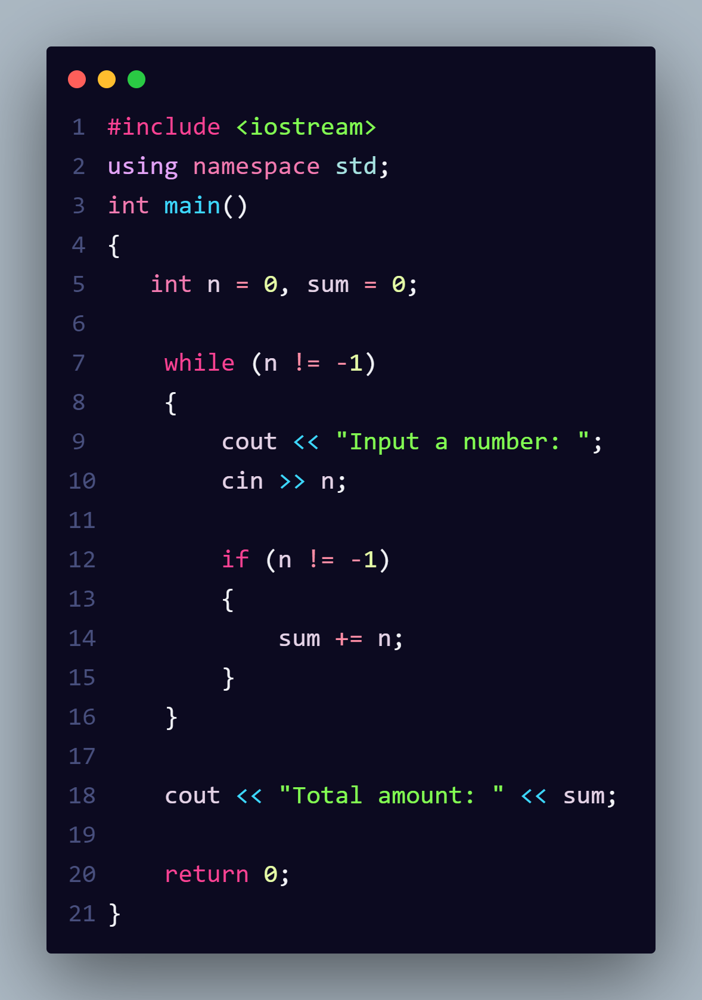 1 #include <iostream>
2 using namespace std;
3 int main()
4 {
5    int n = 0, sum = 0;
6
7     while (n != -1)
8     {
9         cout << "Input a number: ";
10         cin >> n;
11
12         if (n != -1)
13         {
14             sum += n;
15         }
16     }
17
18     cout << "Total amount: " << sum;
19
20     return 0;
21 }